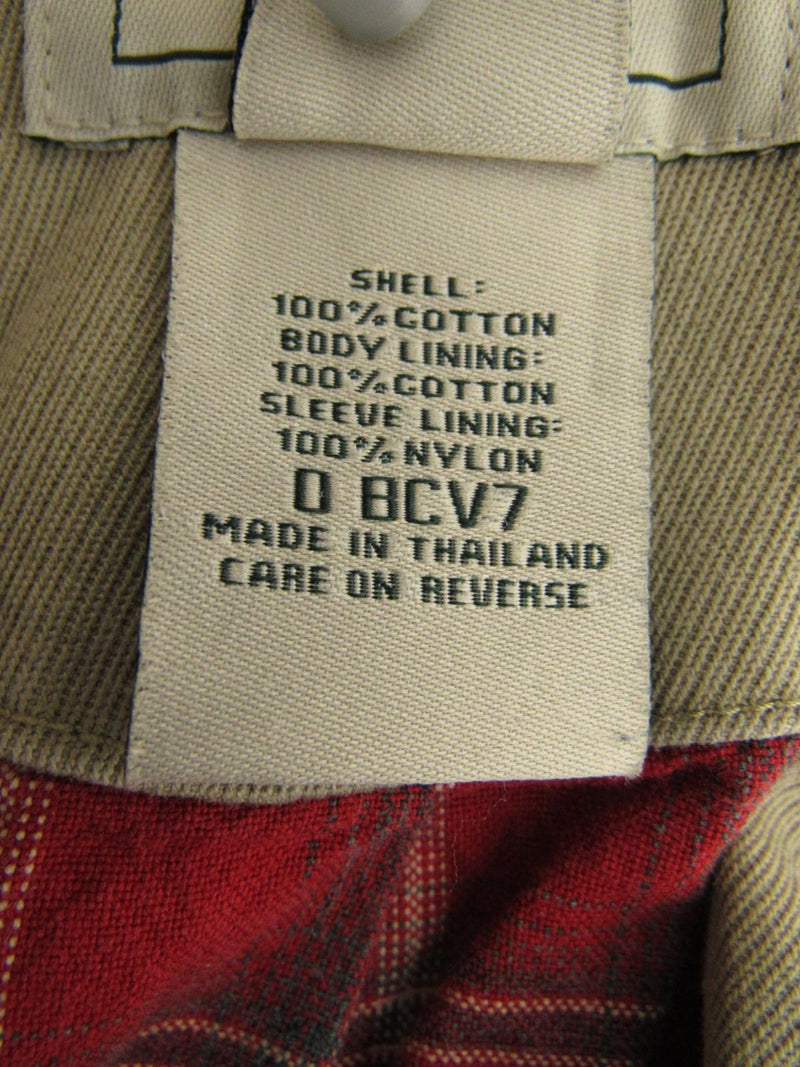 SHELL:
100% COTTON
BODY LINING:
100% COTTON
SLEEVE LINING:
100% NYLON
0 BCV7
MADE IN THAILAND
CARE ON REVERSE